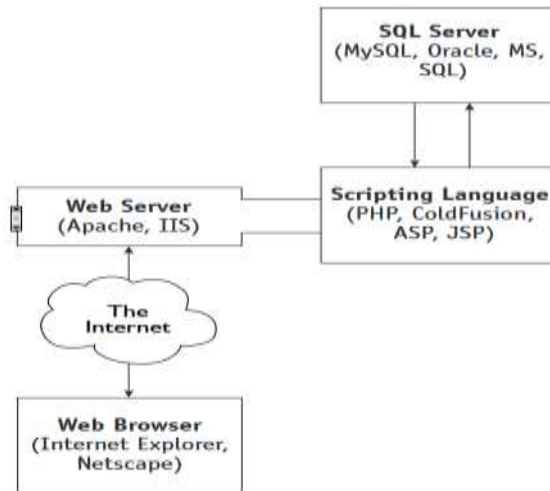 SQL Server
(MySQL, Oracle, MS,
SQL)
Scripting Language
(PHP, ColdFusion,
ASP, JSP)
Web Server
(Apache, IIS)
The
Internet
Web Browser
(Internet Explorer,
Netscape)